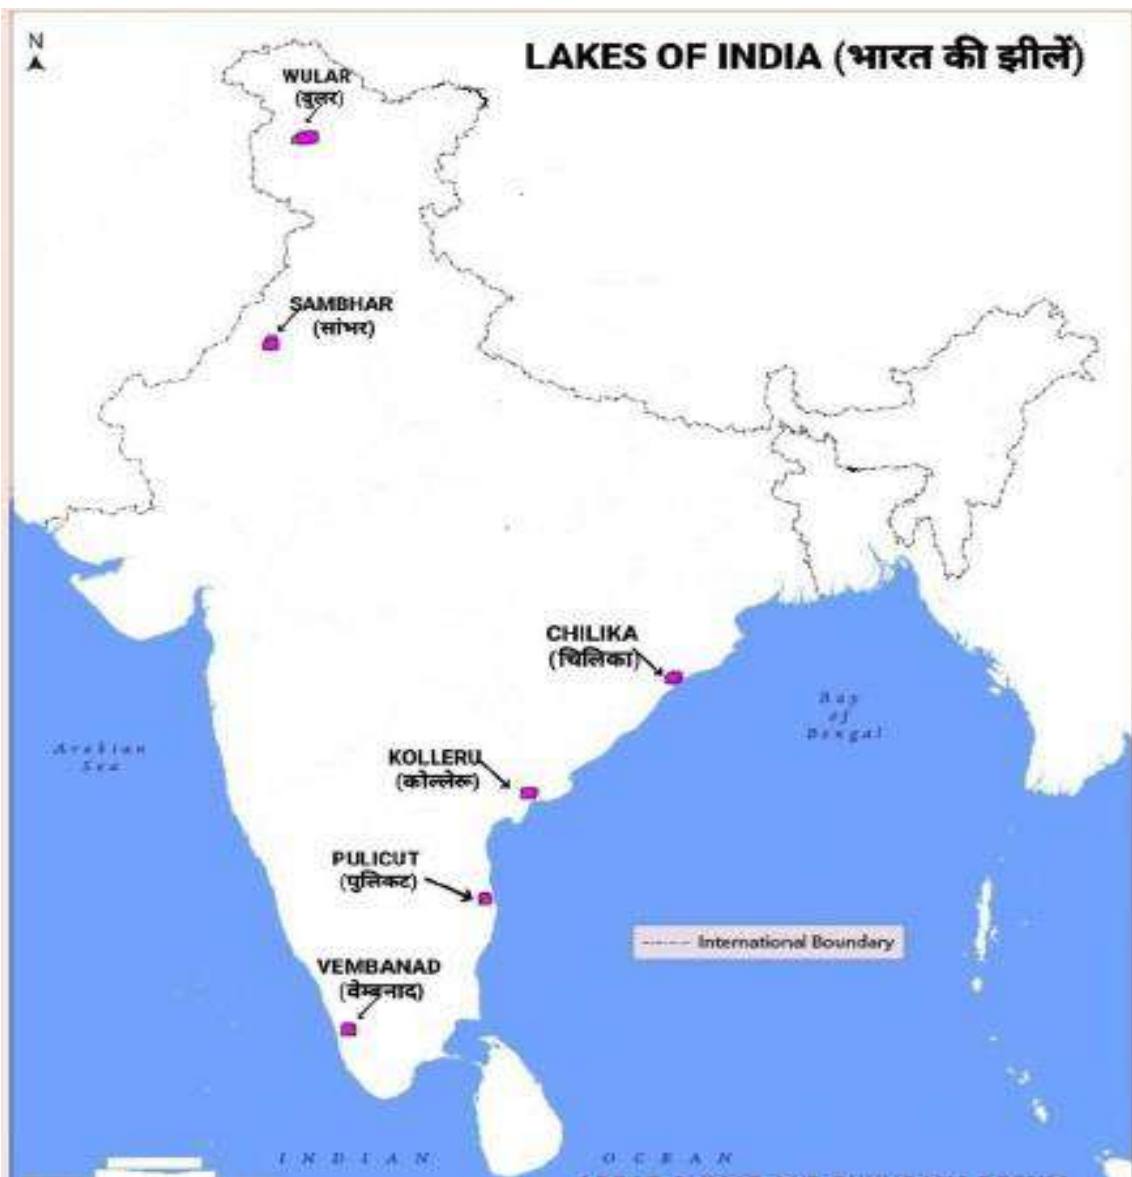 N
LAKES OF INDIA (भारत की झीलें)
WULAR
(वुलर)
SAMBHAR
(सांभर)
CHILIKA
(चिलिका)
Bay
of
Bengal
Arabian
Sea
KOLLERU
(कोल्लेरू)
PULICUT
(पुलिकट)
International Boundary
VEMBANAD
(वेम्बनाद)
INDIAN OCEAN